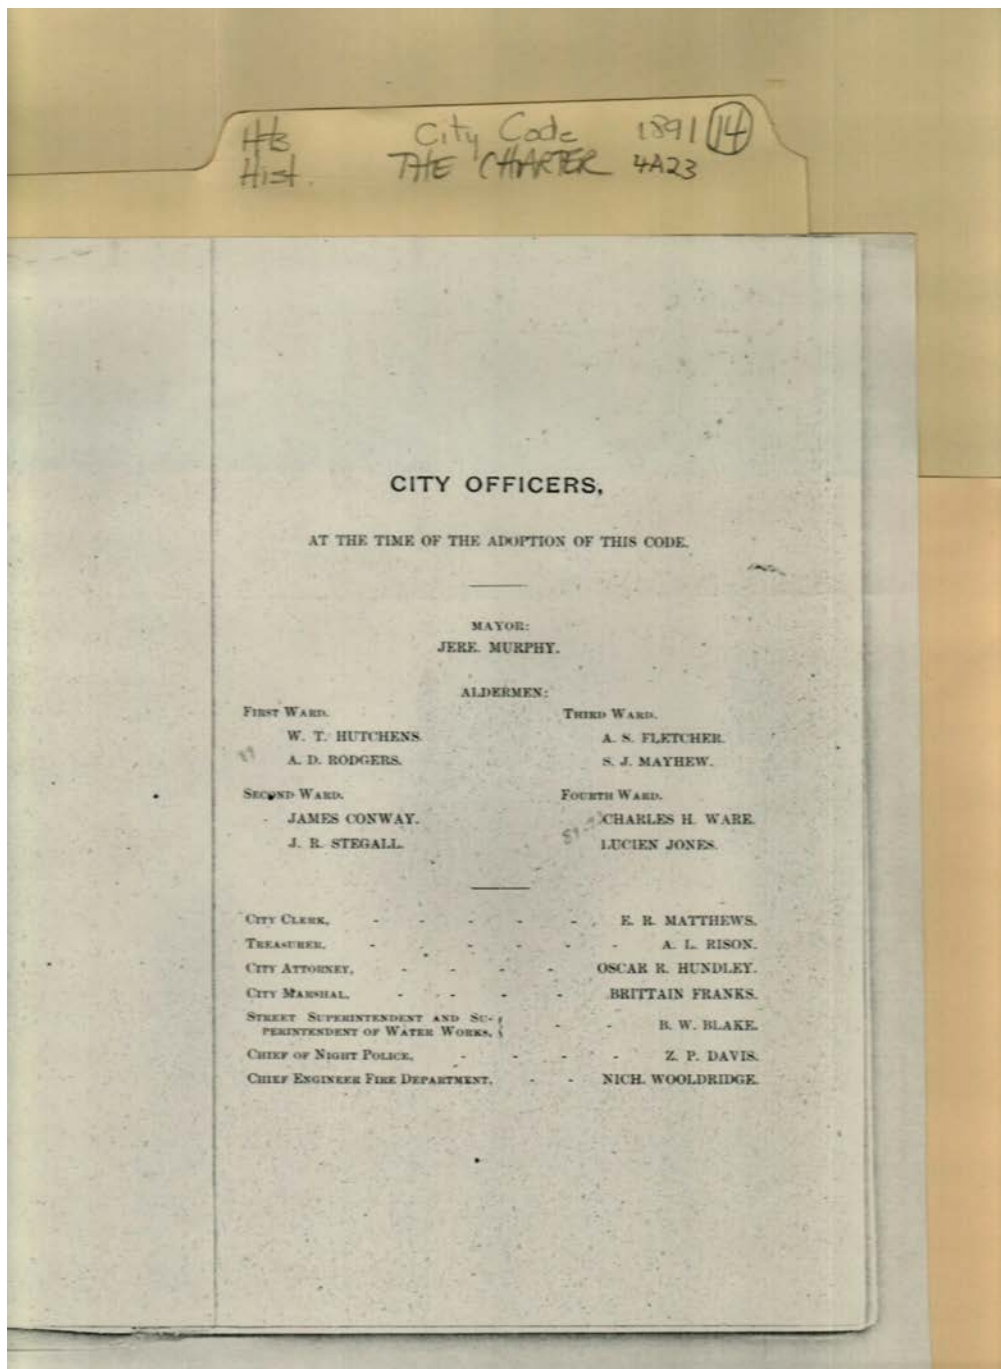 Hist.
City Code 1891 14
THE CHARTER 4A23
CITY OFFICERS,
AT THE TIME OF THE ADOPTION OF THIS CODE.
MAYOR:
JERE. MURPHY.
ALDERMEN:
FIRST WARD.
W. T. HUTCHENS.
89 A. D. RODGERS.
SECOND WARD.
JAMES CONWAY.
J. R. STEGALL.
THIRD WARD.
A. S. FLETCHER.
S. J. MAYHEW.
FOURTH WARD.
CHARLES H. WARE.
LUCIEN JONES.
CITY CLERK, - - - - - E. R. MATTHEWS.
TREASURER, - - - - - - A. L. RISON.
CITY ATTORNEY, - - - - OSCAR R. HUNDLEY.
CITY MARSHAL, - - - - BRITTAIN FRANKS.
STREET SUPERINTENDENT AND SU-
PERINTENDENT OF WATER WORKS, } - - B. W. BLAKE.
CHIEF OF NIGHT POLICE, - - - - Z. P. DAVIS.
CHIEF ENGINEER FIRE DEPARTMENT, - - NICH. WOOLDRIDGE.